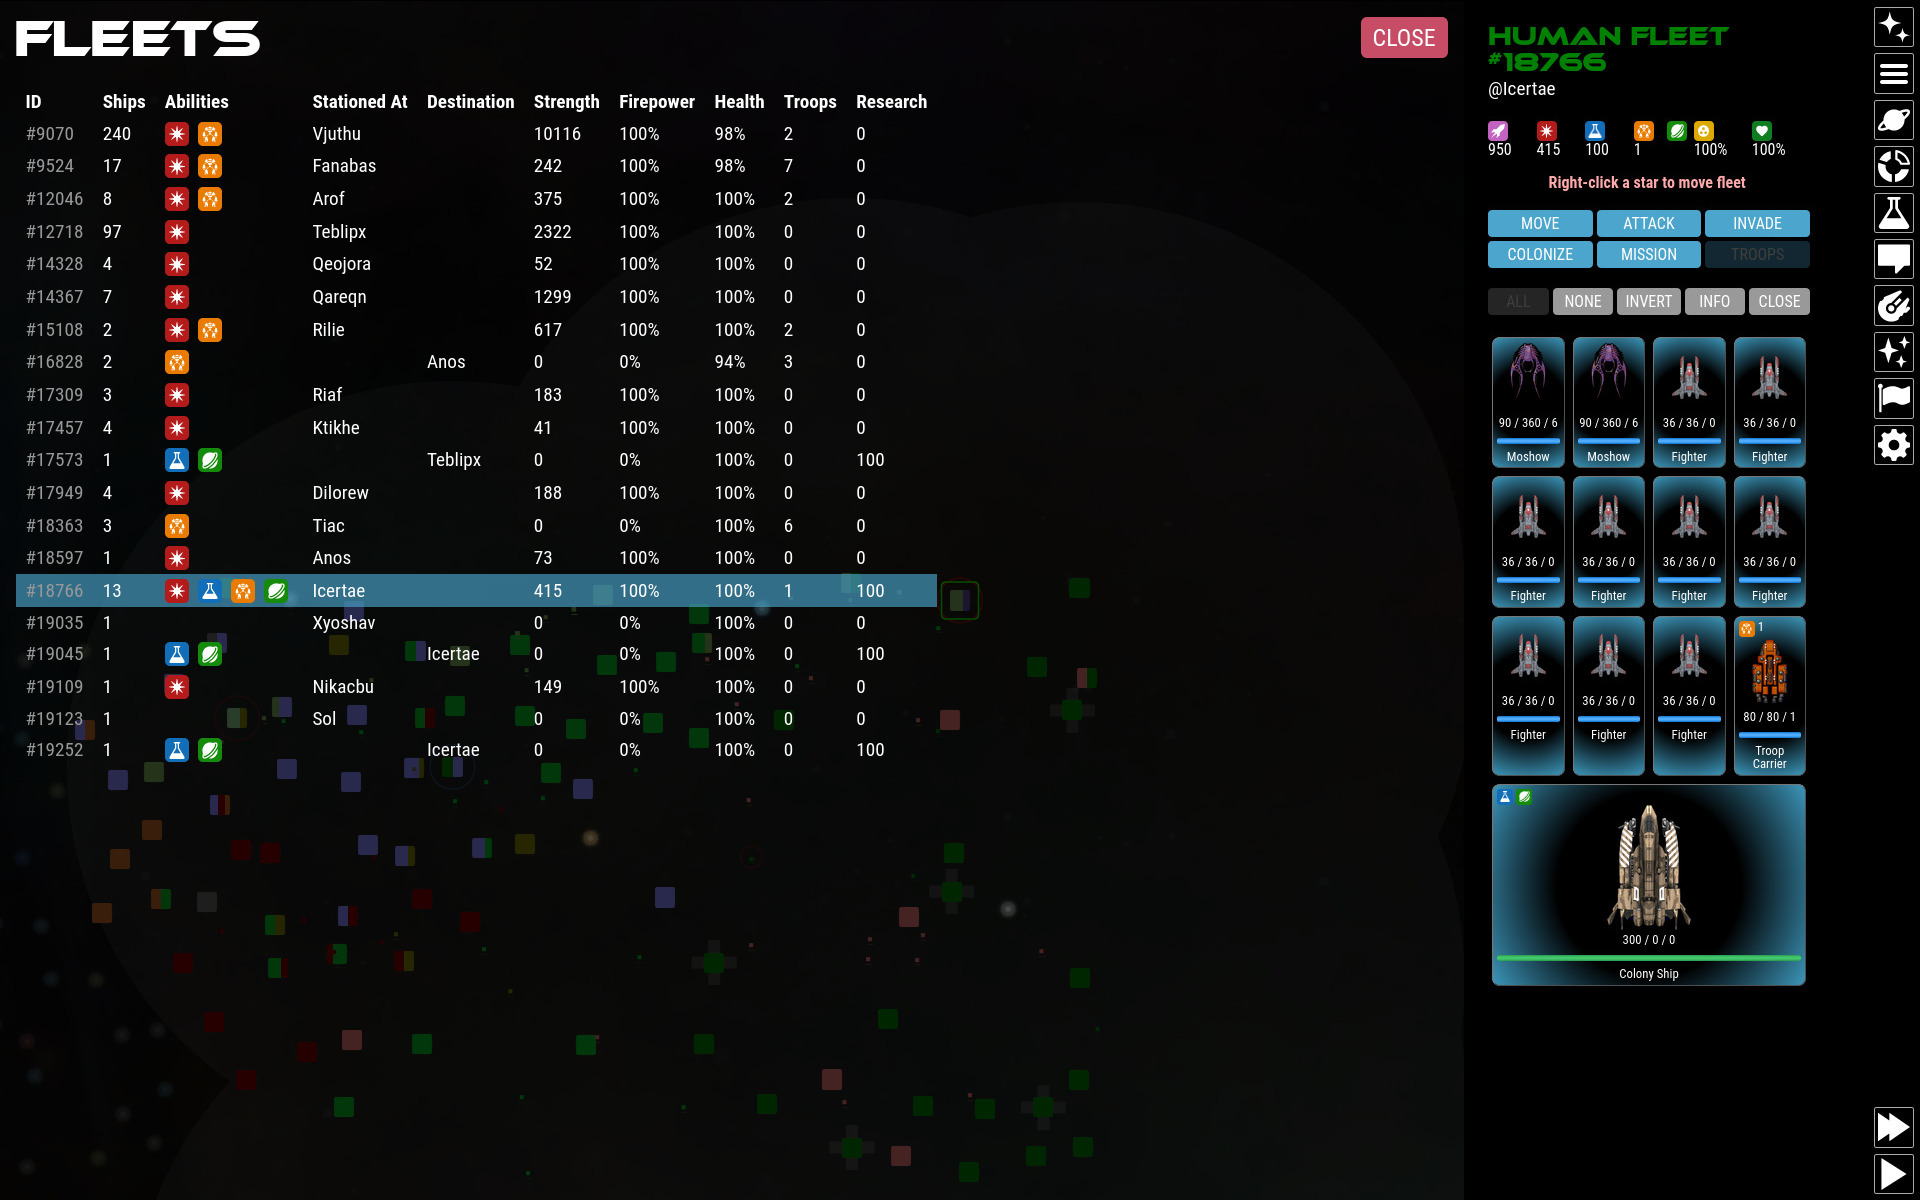 FLEETS
CLOSE
ID Ships Abilities Stationed At Destination Strength Firepower Health Troops Research
#9070 240 Vjuthu 10116 100% 98% 2 0
#9524 17 Fanabas 242 100% 98% 7 0
#12046 8 Arof 375 100% 100% 2 0
#12718 97 Teblipx 2322 100% 100% 0 0
#14328 4 Qeojora 52 100% 100% 0 0
#14367 7 Qareqn 1299 100% 100% 0 0
#15108 2 Rilie 617 100% 100% 2 0
#16828 2 Anos 0 0% 94% 3 0
#17309 3 Riaf 183 100% 100% 0 0
#17457 4 Ktikhe 41 100% 100% 0 0
#17573 1 Teblipx 0 0% 100% 0 100
#17949 4 Dilorew 188 100% 100% 0 0
#18363 3 Tiac 0 0% 100% 6 0
#18597 1 Anos 73 100% 100% 0 0
#18766 13 Icertae 415 100% 100% 1 100
#19035 1 Xyoshav 0 0% 100% 0 0
#19045 1 Icertae 0 0% 100% 0 100
#19109 1 Nikacbu 149 100% 100% 0 0
#19123 1 Sol 0 0% 100% 0 0
#19252 1 Icertae 0 0% 100% 0 100
HUMAN FLEET
#18766
@Icertae
950 415 100 1 100% 100%
Right-click a star to move fleet
MOVE ATTACK INVADE
COLONIZE MISSION TROOPS
ALL NONE INVERT INFO CLOSE
90 / 360 / 6 90 / 360 / 6 36 / 36 / 0 36 / 36 / 0
Moshow Moshow Fighter Fighter
36 / 36 / 0 36 / 36 / 0 36 / 36 / 0 36 / 36 / 0
Fighter Fighter Fighter Fighter
1
36 / 36 / 0 36 / 36 / 0 36 / 36 / 0 80 / 80 / 1
Fighter Fighter Fighter Troop
Carrier
300 / 0 / 0
Colony Ship